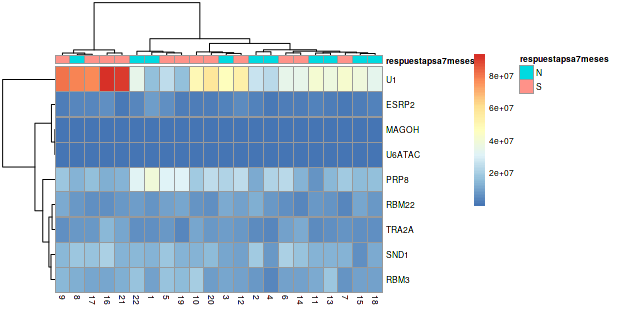 respuestapsa7meses
respuestapsa7meses
U1
8e+07
N
S
ESRP2
6e+07
MAGOH
4e+07
U6ATAC
PRP8
2e+07
RBM22
TRA2A
SND1
RBM3
9 8 17 16 21 22 1 5 19 10 20 3 12 2 4 6 14 11 13 7 15 18